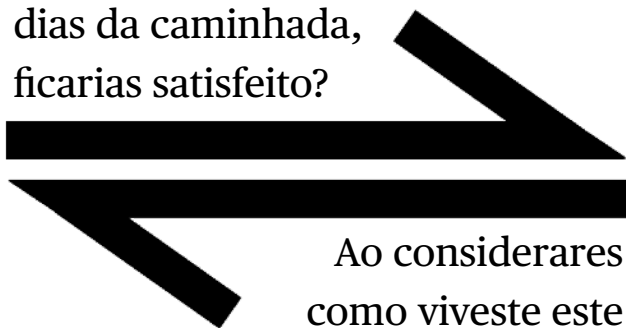 dias da caminhada,
ficarias satisfeito?
Ao considerares
como viveste este